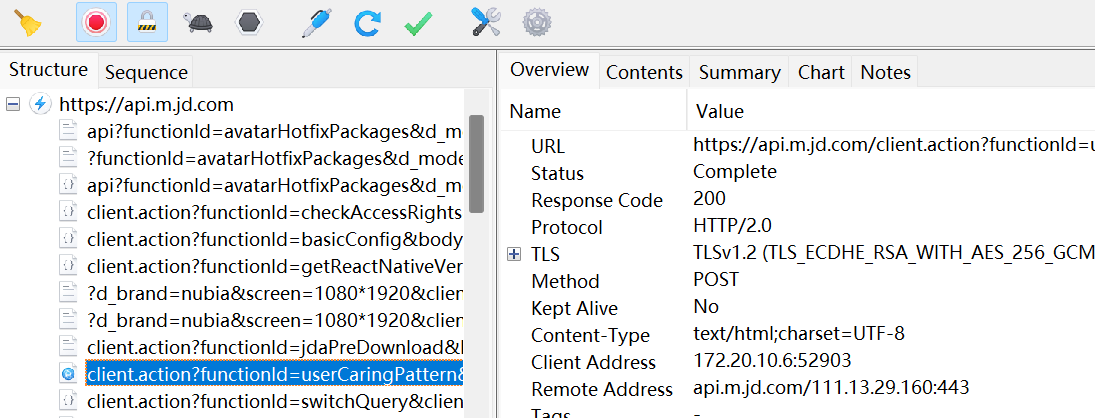 Structure
Sequence
https://api.m.jd.com
api?functionId=avatarHotfixPackages&d_mo
?functionId=avatarHotfixPackages&d_mode
api?functionId=avatarHotfixPackages&d_mo
client.action?functionId=checkAccessRights
client.action?functionId=basicConfig&body
client.action?functionId=getReactNativeVer
?d_brand=nubia&screen=1080*1920&clien
?d_brand=nubia&screen=1080*1920&clien
client.action?functionId=jdaPreDownload&
client.action?functionId=userCaringPattern&
client.action?functionId=switchQuery&clien
Overview
Contents
Summary
Chart
Notes
Name Value
URL https://api.m.jd.com/client.action?functionId=u
Status Complete
Response Code 200
Protocol HTTP/2.0
TLS TLSv1.2 (TLS_ECDHE_RSA_WITH_AES_256_GCM
Method POST
Kept Alive No
Content-Type text/html;charset=UTF-8
Client Address 172.20.10.6:52903
Remote Address api.m.jd.com/111.13.29.160:443
Tags -